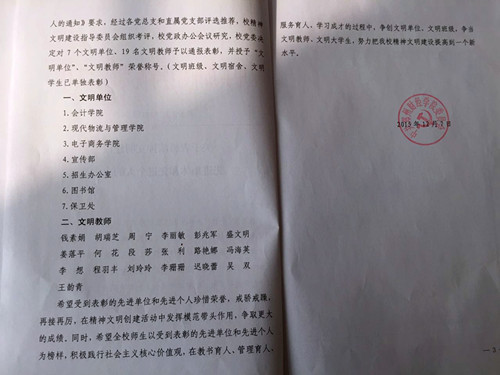 人的通知》要求，经过各党总支和直属党支部评选推荐，校精神
文明建设指导委员会组织考评，校党政办公会议研究，校党委决
定对 7 个文明单位、19 名文明教师予以通报表彰，并授予“文
明单位”、“文明教师”荣誉称号。（文明班级、文明宿舍、文明
学生已单独表彰）
一、文明单位
1.会计学院
2.现代物流与管理学院
3.电子商务学院
4.宣传部
5.招生办公室
6.图书馆
7.保卫处
二、文明教师
钱素娟 胡瑞芝 周 宁 李丽敏 彭兆军 盛文明
姜落平 何 花 段 莎 张 利 路艳娜 冯海英
李 想 程羽丰 刘玲玲 李珊珊 迟晓蕾 吴 双
王韵青
希望受到表彰的先进单位和先进个人珍惜荣誉，戒骄戒躁，
再接再厉，在精神文明创建活动中发挥模范带头作用，争取更大
的成绩。同时，希望全校师生以受到表彰的先进单位和先进个人
为榜样，积极践行社会主义核心价值观，在教书育人、管理育人、
服务育人、学习成才的过程中，争创文明单位、文明班级，争当
文明教师、文明大学生，努力把我校精神文明建设提高到一个新
水平。
2015 年 12 月 1 日
— 3